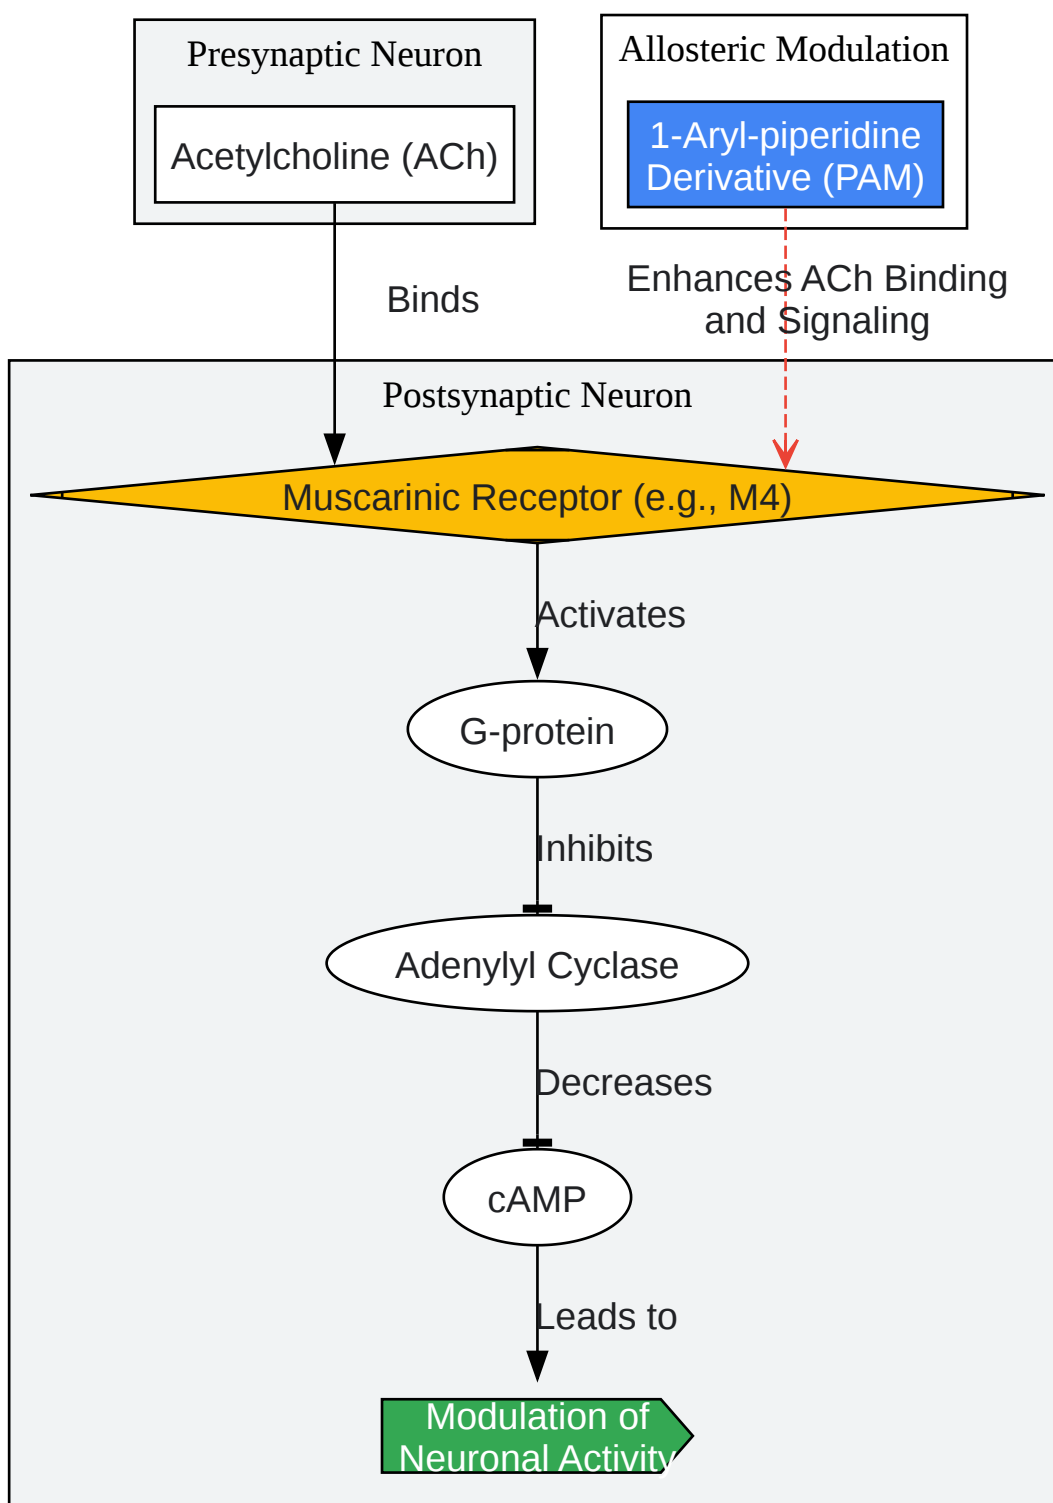 Presynaptic Neuron
Acetylcholine (ACh)
Allosteric Modulation
1-Aryl-piperidine
Derivative (PAM)
Binds
Enhances ACh Binding
and Signaling
Postsynaptic Neuron
Muscarinic Receptor (e.g., M4)
Activates
G-protein
Inhibits
Adenylyl Cyclase
Decreases
cAMP
Leads to
Modulation of
Neuronal Activity